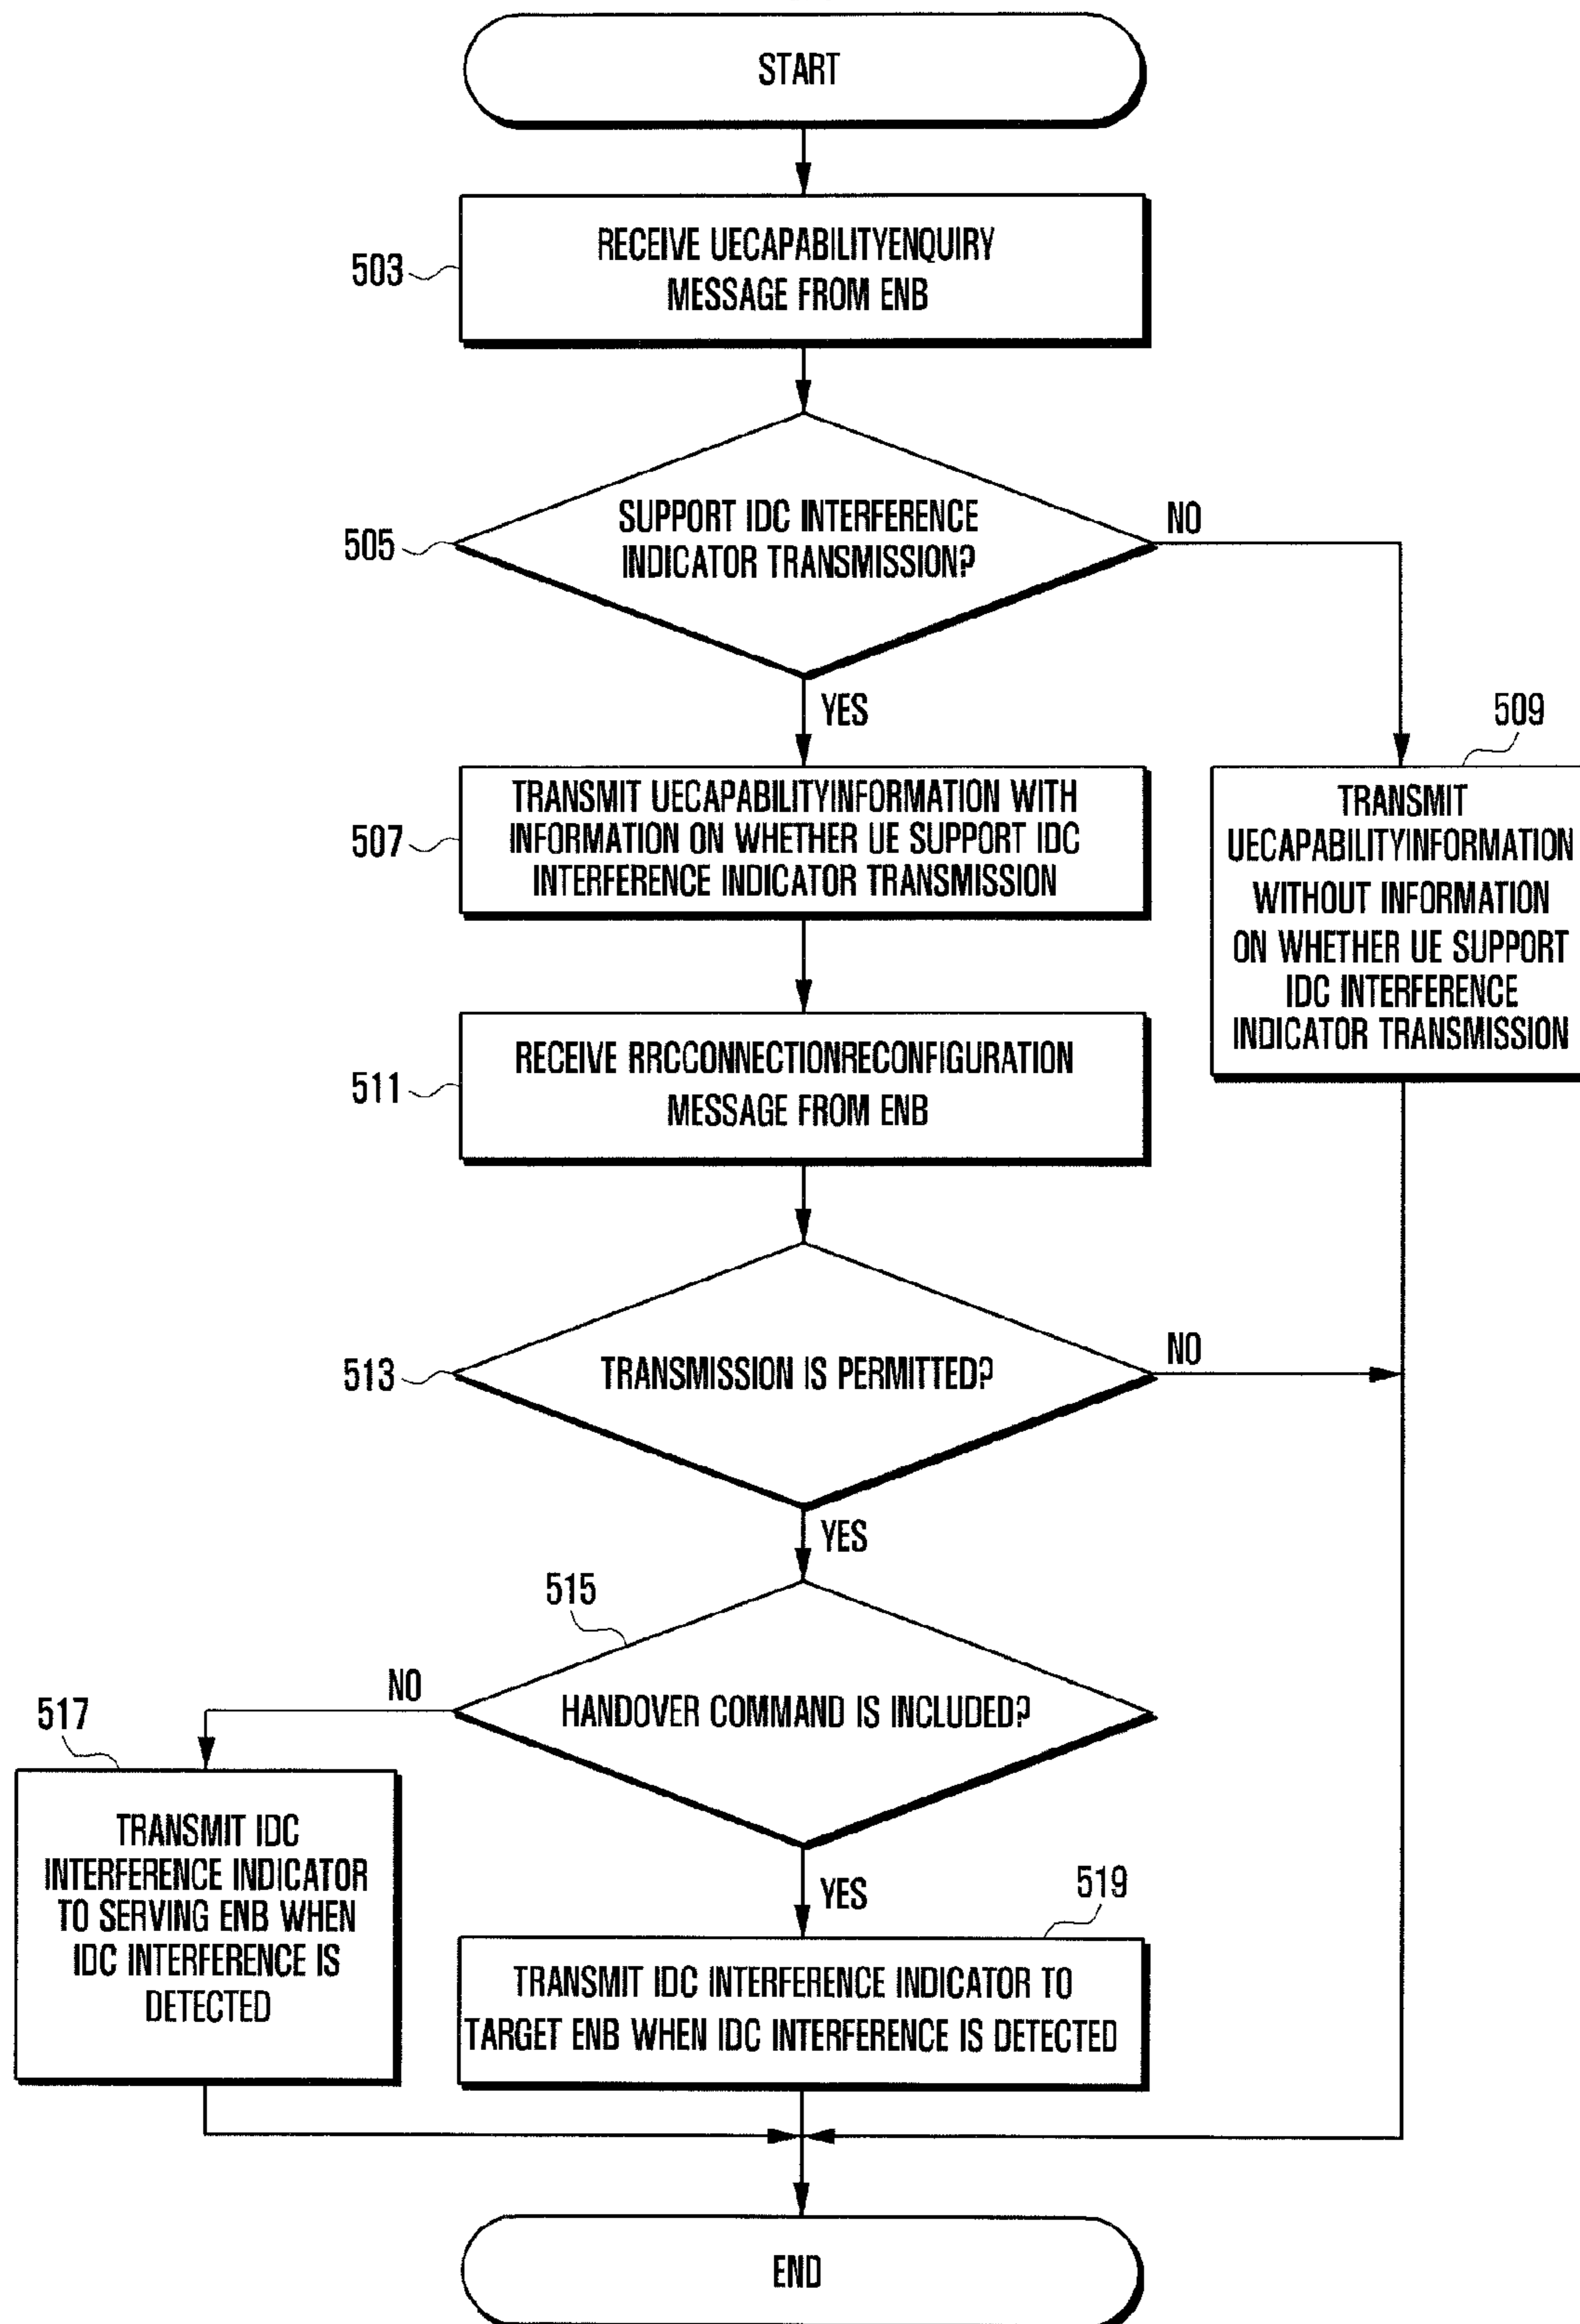 START
503
RECEIVE UECAPABILITYENQUIRY
MESSAGE FROM ENB
505
SUPPORT IDC INTERFERENCE
INDICATOR TRANSMISSION?
NO
YES
507
TRANSMIT UECAPABILITYINFORMATION WITH
INFORMATION ON WHETHER UE SUPPORT IDC
INTERFERENCE INDICATOR TRANSMISSION
509
TRANSMIT
UECAPABILITYINFORMATION
WITHOUT INFORMATION
ON WHETHER UE SUPPORT
IDC INTERFERENCE
INDICATOR TRANSMISSION
511
RECEIVE RRCCONNECTIONRECONFIGURATION
MESSAGE FROM ENB
513
TRANSMISSION IS PERMITTED?
NO
YES
515
HANDOVER COMMAND IS INCLUDED?
NO
YES
517
TRANSMIT IDC
INTERFERENCE INDICATOR
TO SERVING ENB WHEN
IDC INTERFERENCE IS
DETECTED
519
TRANSMIT IDC INTERFERENCE INDICATOR TO
TARGET ENB WHEN IDC INTERFERENCE IS DETECTED
END